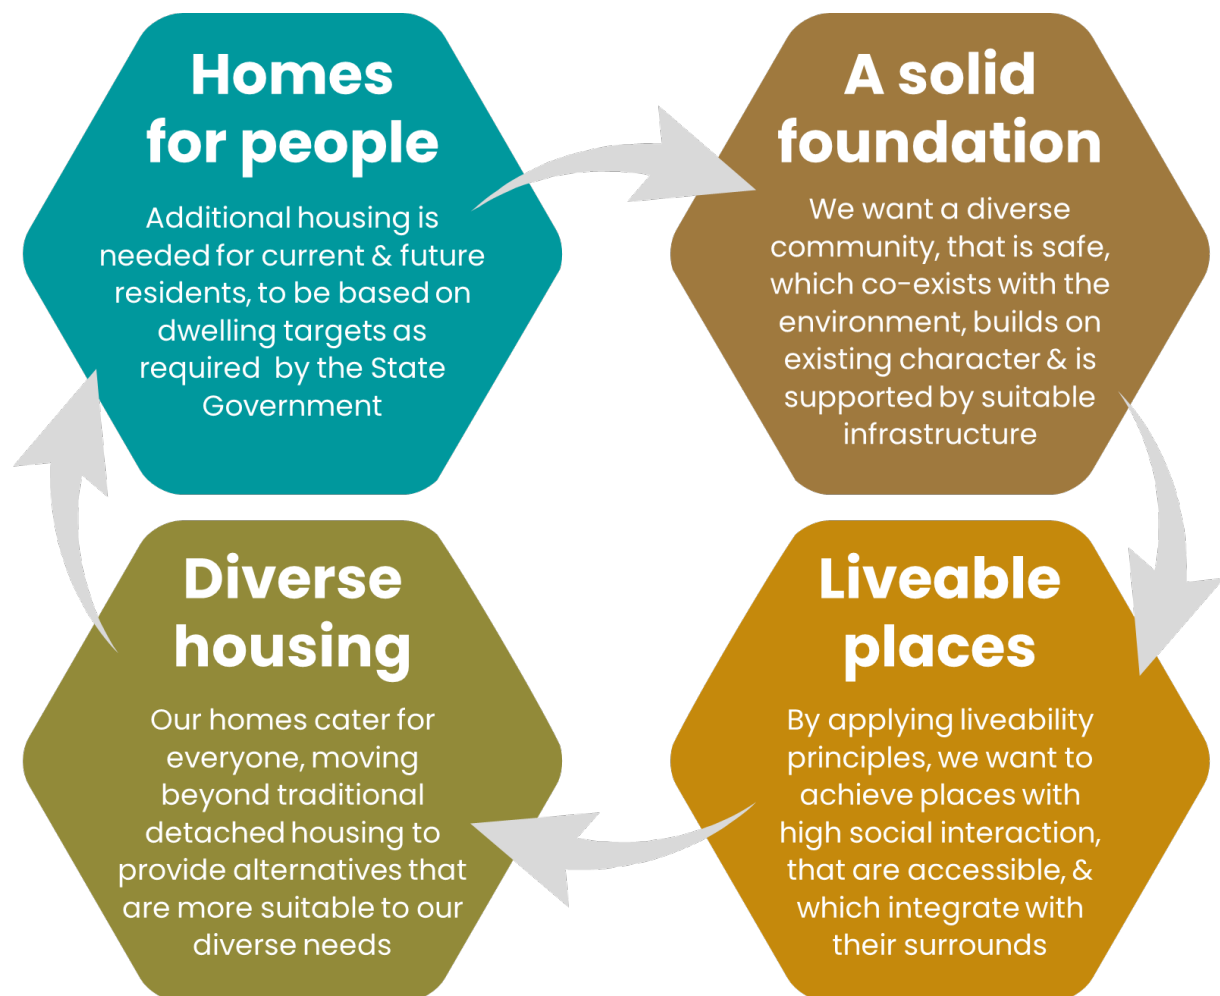 Homes
for people
Additional housing is
needed for current & future
residents, to be based on
dwelling targets as
required  by the State
Government
A solid
foundation
We want a diverse
community, that is safe,
which co-exists with the
environment, builds on
existing character & is
supported by suitable
infrastructure
Liveable
places
By applying liveability
principles, we want to
achieve places with
high social interaction,
that are accessible, &
which integrate with
their surrounds
Diverse
housing
Our homes cater for
everyone, moving
beyond traditional
detached housing to
provide alternatives that
are more suitable to our
diverse needs